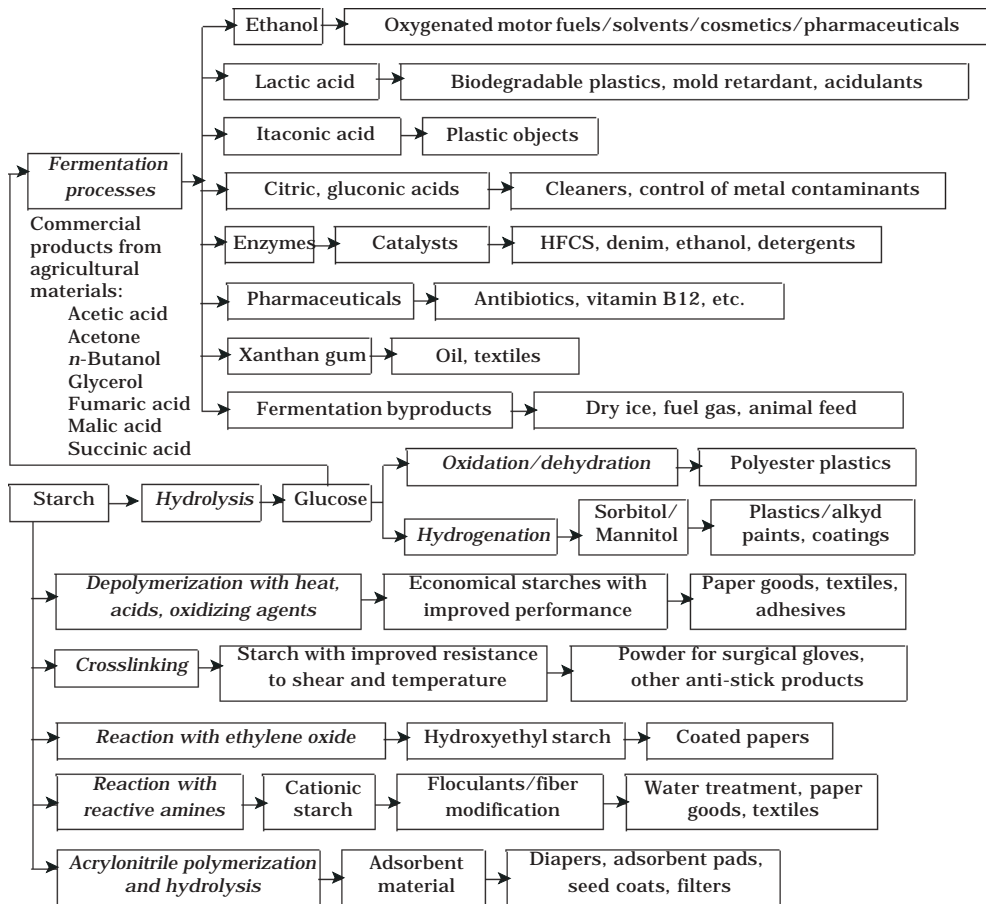 Ethanol
Oxygenated motor fuels/solvents/cosmetics/pharmaceuticals
Lactic acid
Biodegradable plastics, mold retardant, acidulants
Itaconic acid
Plastic objects
Fermentation
processes
Citric, gluconic acids
Cleaners, control of metal contaminants
Commercial
products from
agricultural
materials:
Acetic acid
Acetone
n-Butanol
Glycerol
Fumaric acid
Malic acid
Succinic acid
Enzymes
Catalysts
HFCS, denim, ethanol, detergents
Pharmaceuticals
Antibiotics, vitamin B12, etc.
Xanthan gum
Oil, textiles
Fermentation byproducts
Dry ice, fuel gas, animal feed
Starch
Hydrolysis
Glucose
Oxidation/dehydration
Polyester plastics
Hydrogenation
Sorbitol/
Mannitol
Plastics/alkyd
paints, coatings
Depolymerization with heat,
acids, oxidizing agents
Economical starches with
improved performance
Paper goods, textiles,
adhesives
Crosslinking
Starch with improved resistance
to shear and temperature
Powder for surgical gloves,
other anti-stick products
Reaction with ethylene oxide
Hydroxyethyl starch
Coated papers
Reaction with
reactive amines
Cationic
starch
Floculants/fiber
modification
Water treatment, paper
goods, textiles
Acrylonitrile polymerization
and hydrolysis
Adsorbent
material
Diapers, adsorbent pads,
seed coats, filters